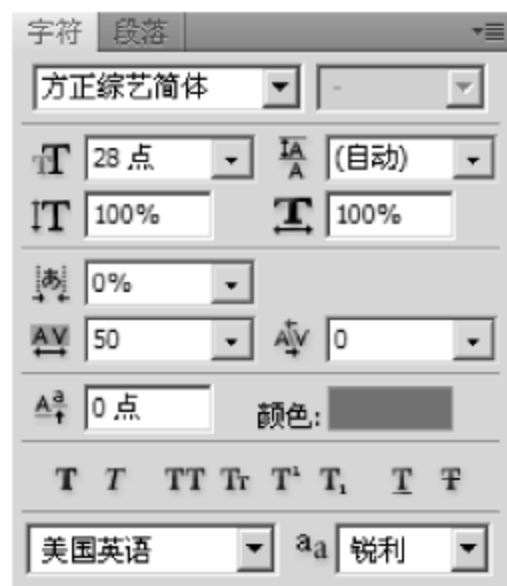 字符 段落
方正综艺简体 -
28 点 (自动)
100% 100%
0%
50 0
0 点 颜色:
T T TT Tr T¹ T₁ T T
美国英语 aa 锐利